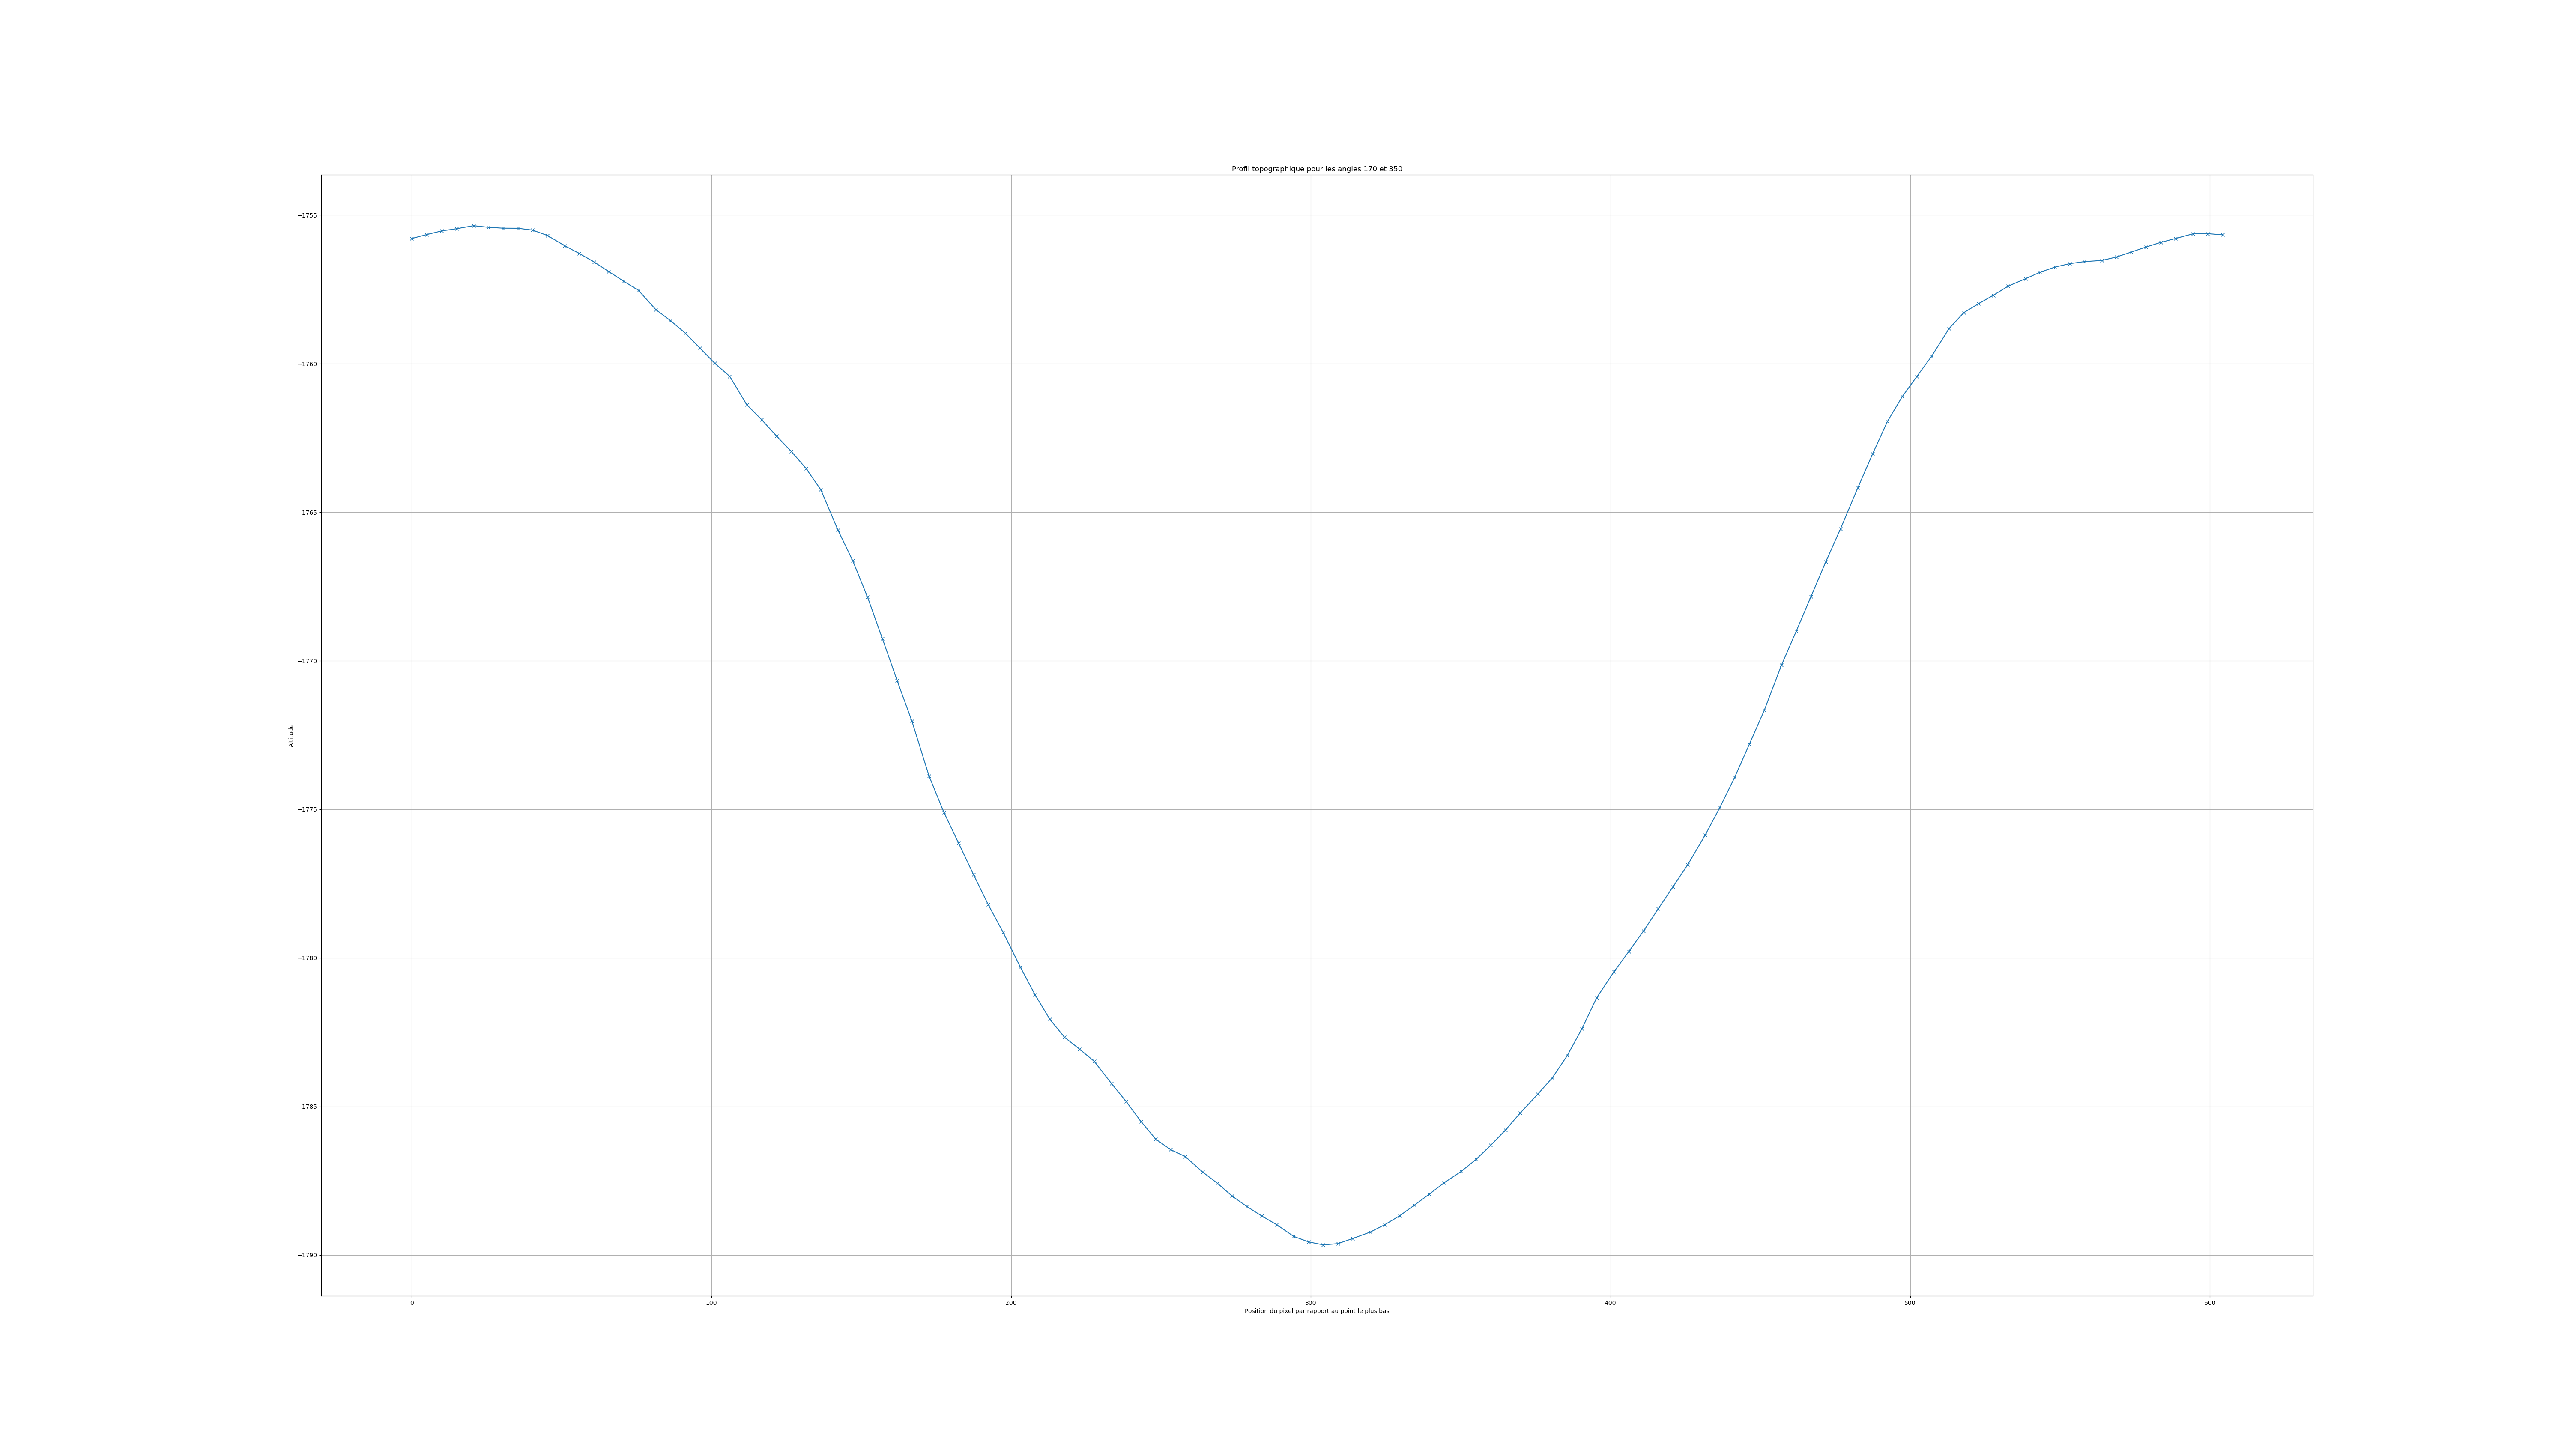 Profil topographique pour les angles 170 et 350
−1755
−1760
−1765
−1770
−1775
−1780
−1785
−1790
Altitude
0 100 200 300 400 500 600
Position du pixel par rapport au point le plus bas